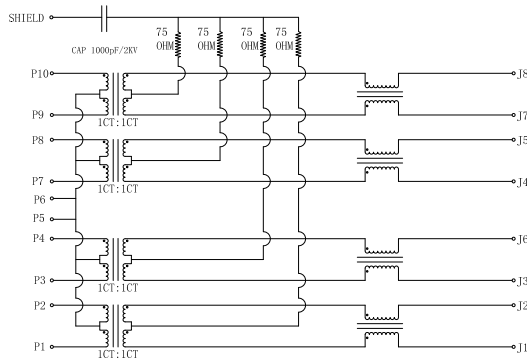 SHIELD
CAP 1000pF/2KV
75 OHM
75 OHM
75 OHM
75 OHM
P10
J8
P9
J7
1CT:1CT
P8
J5
P7
J4
1CT:1CT
P6
P5
P4
J6
P3
J3
1CT:1CT
P2
J2
P1
J1
1CT:1CT